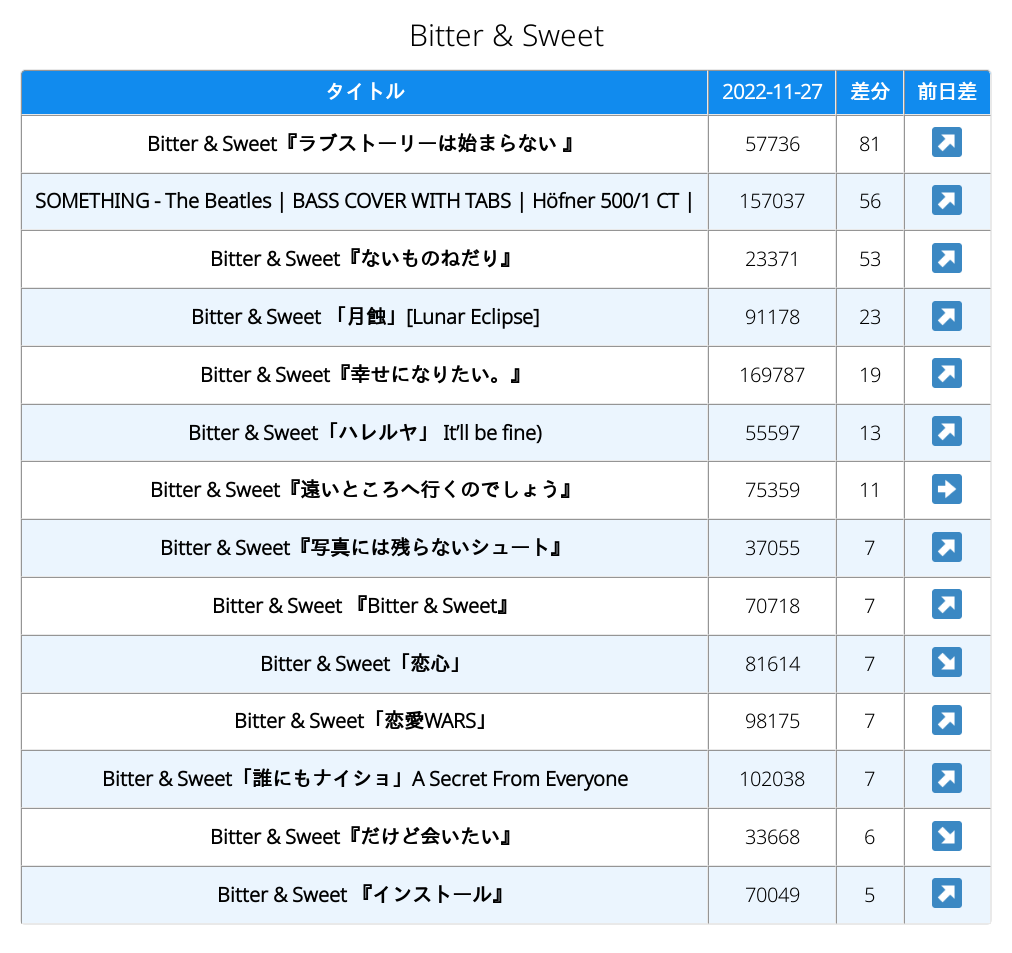 Bitter & Sweet
タイトル 2022-11-27 差分 前日差
Bitter & Sweet『ラブストーリーは始まらない 』 57736 81
SOMETHING - The Beatles | BASS COVER WITH TABS | Höfner 500/1 CT | 157037 56
Bitter & Sweet『ないものねだり』 23371 53
Bitter & Sweet 「月蝕」[Lunar Eclipse] 91178 23
Bitter & Sweet『幸せになりたい。』 169787 19
Bitter & Sweet「ハレルヤ」 It’ll be fine) 55597 13
Bitter & Sweet『遠いところへ行くのでしょう』 75359 11
Bitter & Sweet『写真には残らないシュート』 37055 7
Bitter & Sweet 『Bitter & Sweet』 70718 7
Bitter & Sweet「恋心」 81614 7
Bitter & Sweet「恋愛WARS」 98175 7
Bitter & Sweet「誰にもナイショ」A Secret From Everyone 102038 7
Bitter & Sweet『だけど会いたい』 33668 6
Bitter & Sweet 『インストール』 70049 5